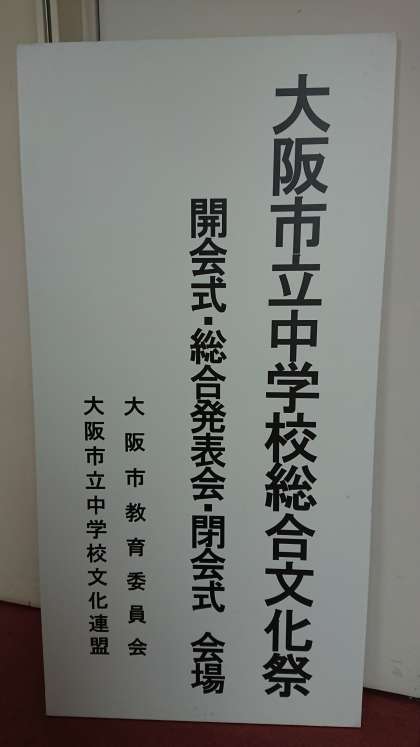 大阪市立中学校総合文化祭
開会式・総合発表会・閉会式　会場
大阪市教育委員会
大阪市立中学校文化連盟